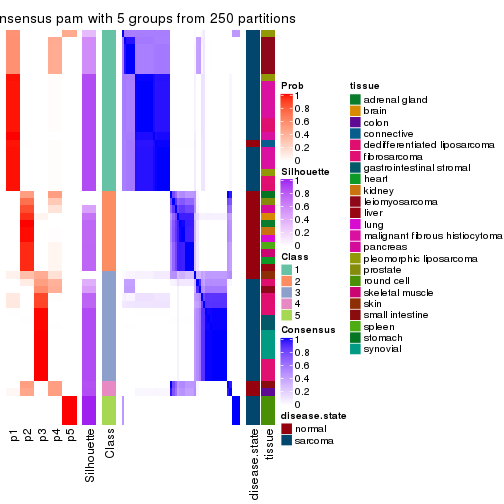 nsensus pam with 5 groups from 250 partitions
Prob
1
0.8
0.6
0.4
0.2
0
Silhouette
1
0.8
0.6
0.4
0.2
0
Class
1
2
3
4
5
Consensus
1
0.8
0.6
0.4
0.2
0
disease.state
normal
sarcoma
tissue
adrenal gland
brain
colon
connective
dedifferentiated liposarcoma
fibrosarcoma
gastrointestinal stromal
heart
kidney
leiomyosarcoma
liver
lung
malignant fibrous histiocytoma
pancreas
pleomorphic liposarcoma
prostate
round cell
skeletal muscle
skin
small intestine
spleen
stomach
synovial
p1
p2
p3
p4
p5
Silhouette
Class
disease.state
tissue